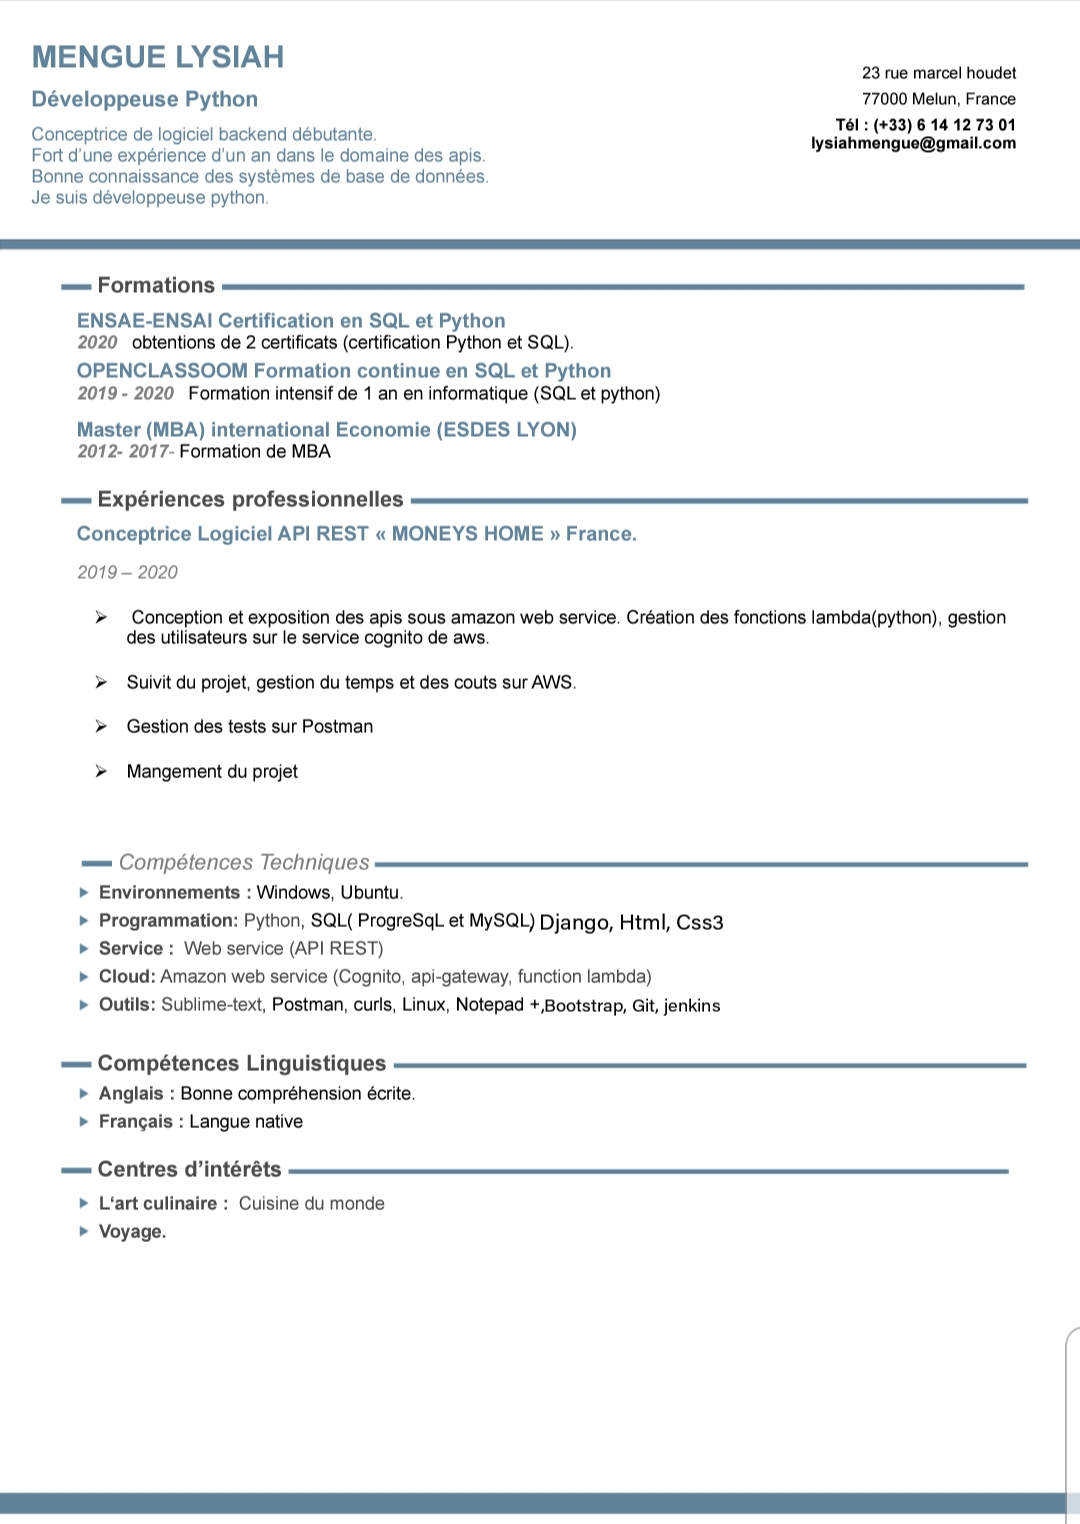 MENGUE LYSIAH
Développeuse Python
Conceptrice de logiciel backend débutante.
Fort d'une expérience d'un an dans le domaine des apis.
Bonne connaissance des systèmes de base de données.
Je suis développeuse python.
23 rue marcel houdet
77000 Melun, France
Tél : (+33) 6 14 12 73 01
lysiahmengue@gmail.com
Formations
ENSAE-ENSAI Certification en SQL et Python
2020 obtentions de 2 certificats (certification Python et SQL).
OPENCLASSOOM Formation continue en SQL et Python
2019 - 2020 Formation intensif de 1 an en informatique (SQL et python)
Master (MBA) international Economie (ESDES LYON)
2012- 2017- Formation de MBA
Expériences professionnelles
Conceptrice Logiciel API REST « MONEYS HOME » France.
2019 – 2020
➢ Conception et exposition des apis sous amazon web service. Création des fonctions lambda(python), gestion
des utilisateurs sur le service cognito de aws.
➢ Suivit du projet, gestion du temps et des couts sur AWS.
➢ Gestion des tests sur Postman
➢ Mangement du projet
Compétences Techniques
Environnements : Windows, Ubuntu.
Programmation: Python, SQL( ProgreSqL et MySQL) Django, Html, Css3
Service : Web service (API REST)
Cloud: Amazon web service (Cognito, api-gateway, function lambda)
Outils: Sublime-text, Postman, curls, Linux, Notepad +,Bootstrap, Git, jenkins
Compétences Linguistiques
Anglais : Bonne compréhension écrite.
Français : Langue native
Centres d'intérêts
L'art culinaire : Cuisine du monde
Voyage.